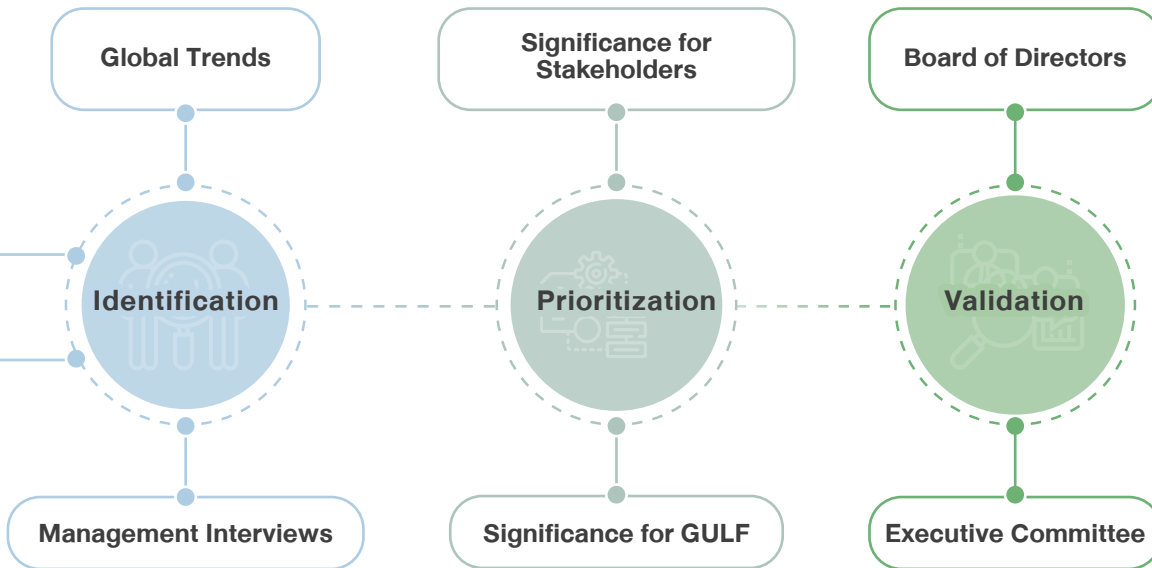 Global Trends
Significance for
Stakeholders
Board of Directors
Identification
Prioritization
Validation
Management Interviews
Significance for GULF
Executive Committee